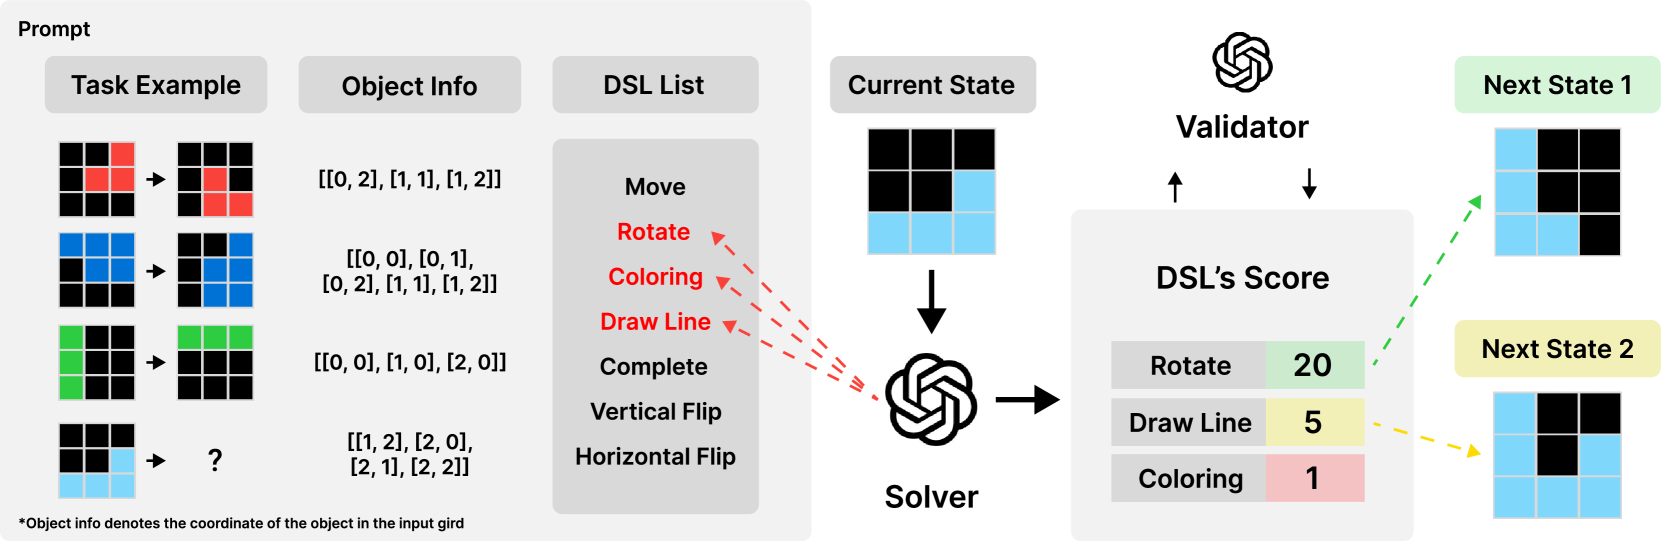 Prompt
Task Example
Object Info
DSL List
[[0, 2], [1, 1], [1, 2]]
[[0, 0], [0, 1],
[0, 2], [1, 1], [1, 2]]
[[0, 0], [1, 0], [2, 0]]
?
[[1, 2], [2, 0],
[2, 1], [2, 2]]
Move
Rotate
Coloring
Draw Line
Complete
Vertical Flip
Horizontal Flip
*Object info denotes the coordinate of the object in the input gird
Current State
Solver
Validator
DSL's Score
Rotate 20
Draw Line 5
Coloring 1
Next State 1
Next State 2